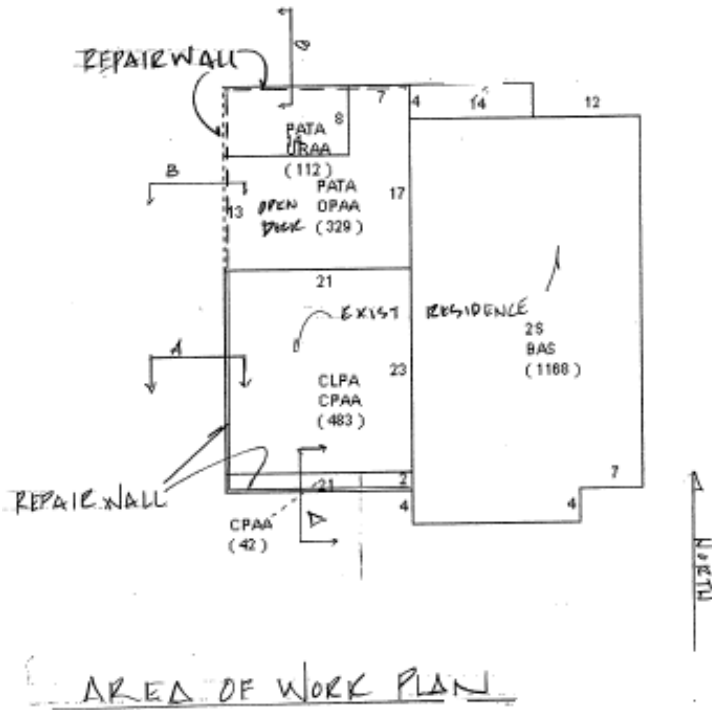 B
REPAIR WALL
7
4
14
12
8
PATA
URAA
(112)
B
PATA
17
13
OPEN
OPAA
DECK
(329)
21
EXIST RESIDENCE
2S
BAS
(1168)
A
23
CLPA
CPAA
(483)
7
21
2
REPAIR WALL
4
4
CPAA
(42)
A
NORTH
AREA OF WORK PLAN